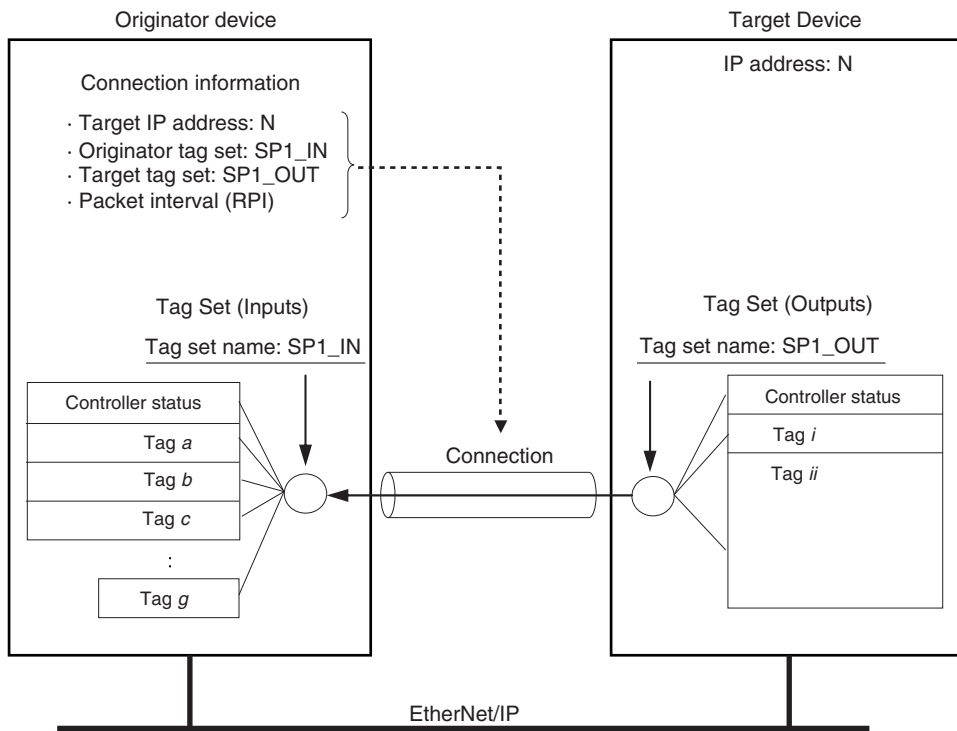 Originator device
Target Device
Connection information
· Target IP address: N
· Originator tag set: SP1_IN
· Target tag set: SP1_OUT
· Packet interval (RPI)
IP address: N
Tag Set (Inputs)
Tag set name: SP1_IN
Tag Set (Outputs)
Tag set name: SP1_OUT
Controller status
Tag a
Tag b
Tag c
:
Tag g
Connection
Controller status
Tag i
Tag ii
EtherNet/IP